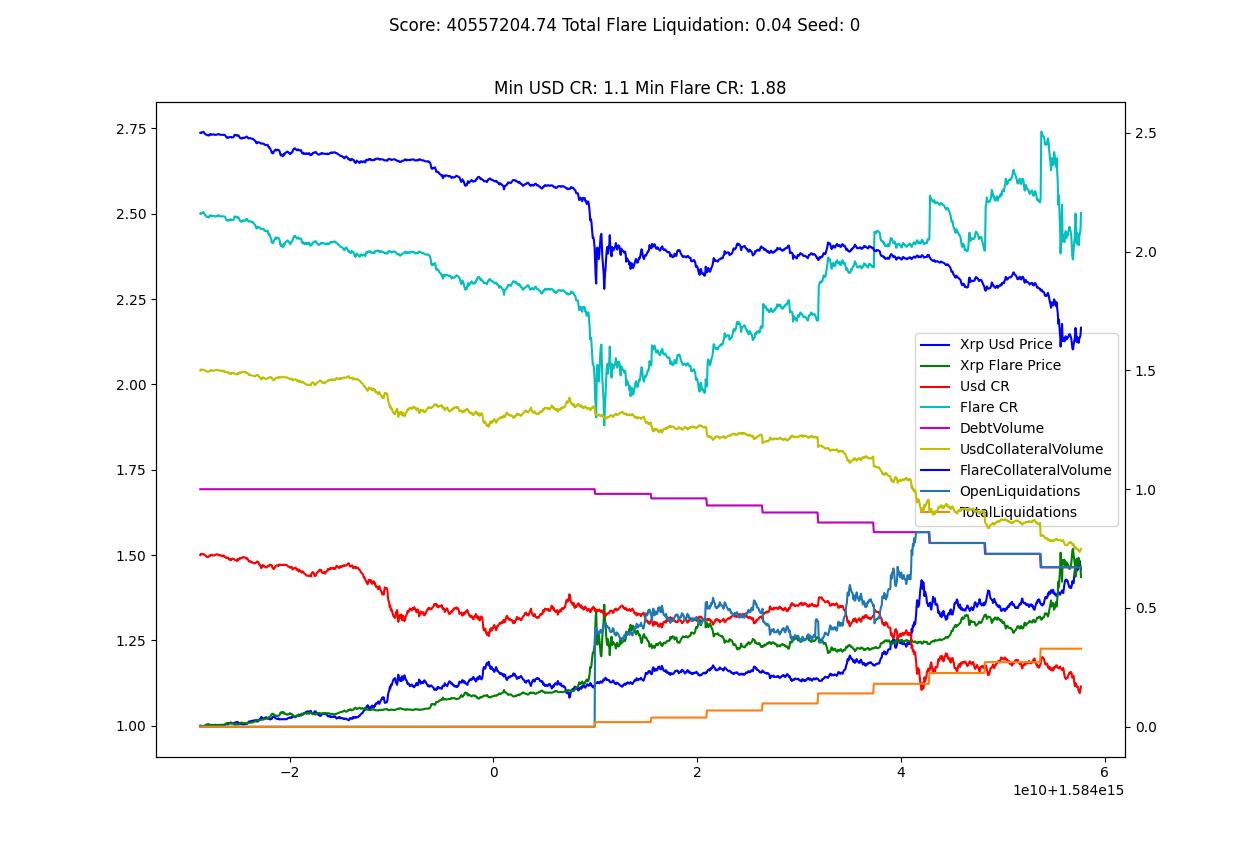 Score: 40557204.74 Total Flare Liquidation: 0.04 Seed: 0
Min USD CR: 1.1 Min Flare CR: 1.88
2.75
2.50
2.25
2.00
1.75
1.50
1.25
1.00
2.5
2.0
1.5
1.0
0.5
0.0
Xrp Usd Price
Xrp Flare Price
Usd CR
Flare CR
DebtVolume
UsdCollateralVolume
FlareCollateralVolume
OpenLiquidations
TotalLiquidations
−2
0
2
4
6
1e10+1.584e15